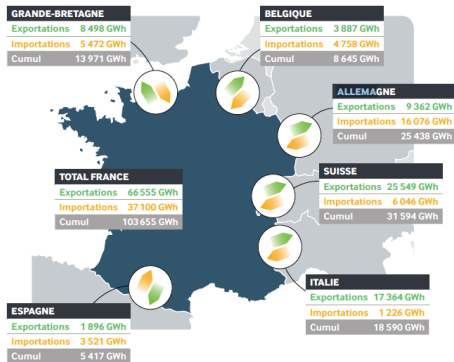 GRANDE-BRETAGNE
Exportations 8 498 GWh
Importations 5 472 GWh
Cumul 13 971 GWh
BELGIQUE
Exportations 3 887 GWh
Importations 4 758 GWh
Cumul 8 645 GWh
ALLEMAGNE
Exportations 9 362 GWh
Importations 16 076 GWh
Cumul 25 438 GWh
TOTAL FRANCE
Exportations 66 555 GWh
Importations 37 100 GWh
Cumul 103 655 GWh
SUISSE
Exportations 25 549 GWh
Importations 6 046 GWh
Cumul 31 594 GWh
ITALIE
Exportations 17 364 GWh
Importations 1 226 GWh
Cumul 18 590 GWh
ESPAGNE
Exportations 1 896 GWh
Importations 3 521 GWh
Cumul 5 417 GWh